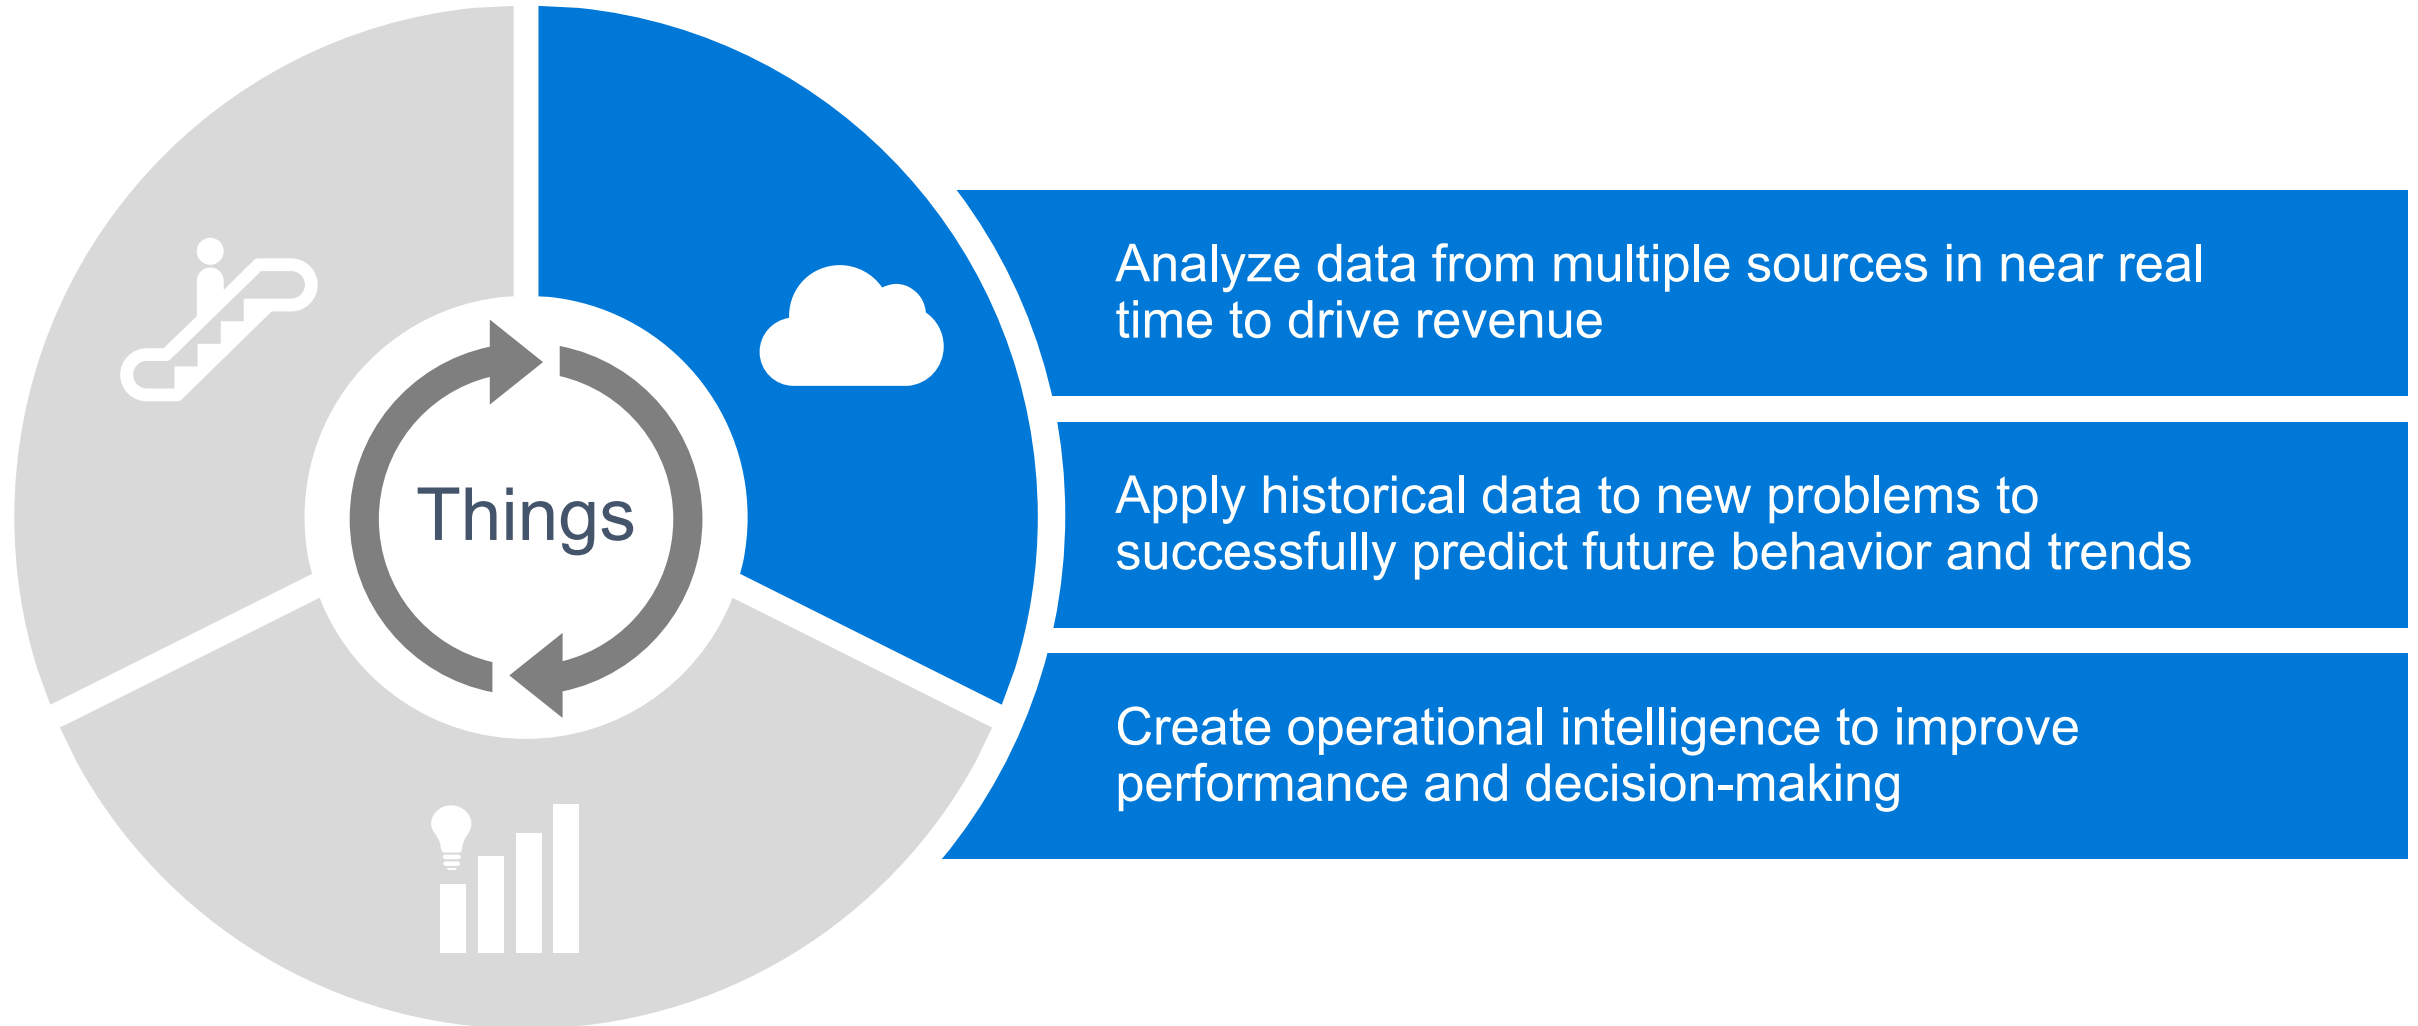 Things
Analyze data from multiple sources in near real
time to drive revenue
Apply historical data to new problems to
successfully predict future behavior and trends
Create operational intelligence to improve
performance and decision-making